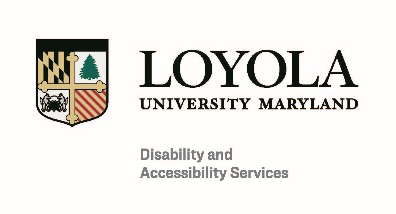 LOYOLA
UNIVERSITY MARYLAND
Disability and
Accessibility Services